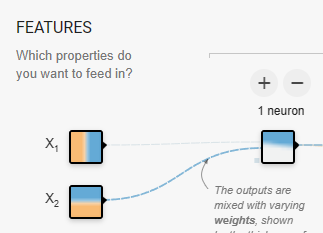 FEATURES
Which properties do
you want to feed in?
+ −
1 neuron
X₁
X₂
The outputs are
mixed with varying
weights, shown